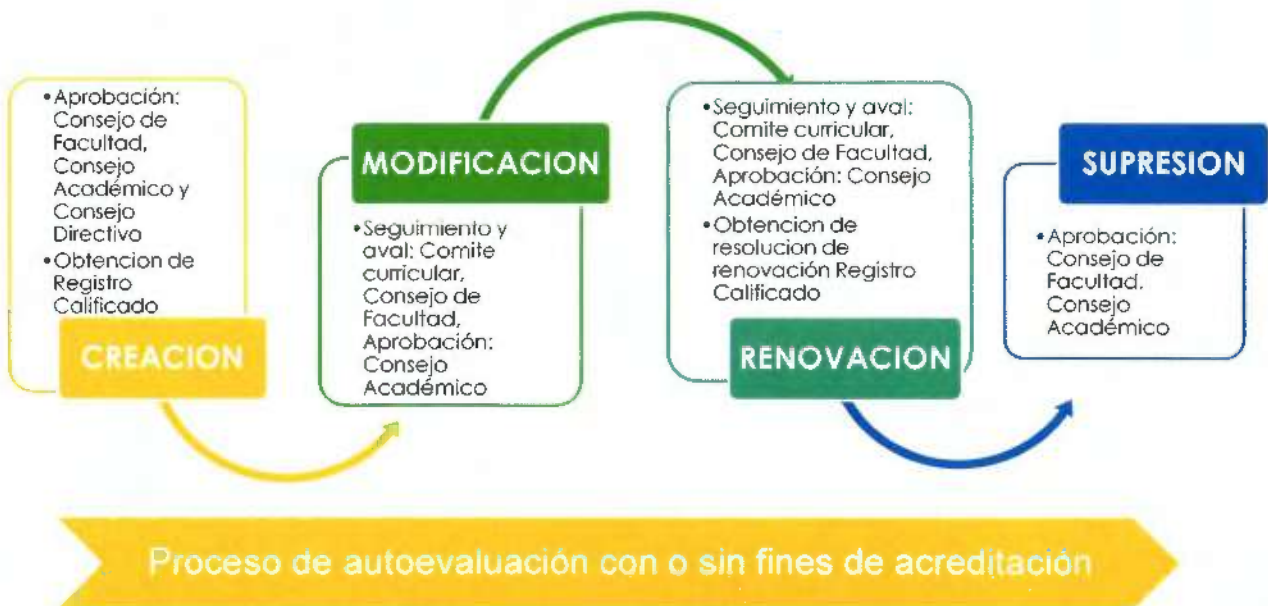 •Aprobación:
Consejo de
Facultad,
Consejo
Académico y
Consejo
Directivo
•Obtencion de
Registro
Calificado
CREACION
MODIFICACION
•Seguimiento y
aval: Comite
curricular,
Consejo de
Facultad,
Aprobación:
Consejo
Académico
•Seguimiento y aval:
Comite curricular,
Consejo de Facultad,
Aprobación: Consejo
Académico
•Obtencion de
resolucion de
renovación Registro
Calificado
RENOVACION
SUPRESION
•Aprobación:
Consejo de
Facultad,
Consejo
Académico
Proceso de autoevaluación con o sin fines de acreditación